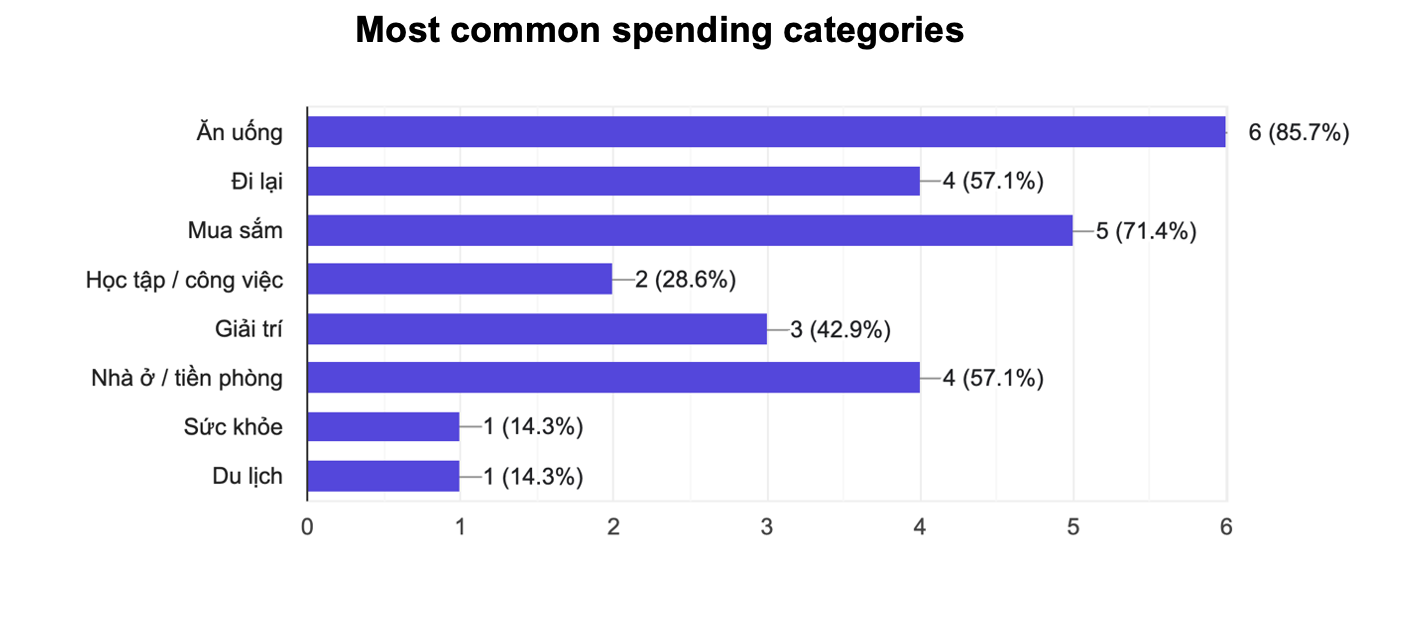 Most common spending categories
Ăn uống 6 (85.7%)
Đi lại 4 (57.1%)
Mua sắm 5 (71.4%)
Học tập / công việc 2 (28.6%)
Giải trí 3 (42.9%)
Nhà ở / tiền phòng 4 (57.1%)
Sức khỏe 1 (14.3%)
Du lịch 1 (14.3%)
0 1 2 3 4 5 6